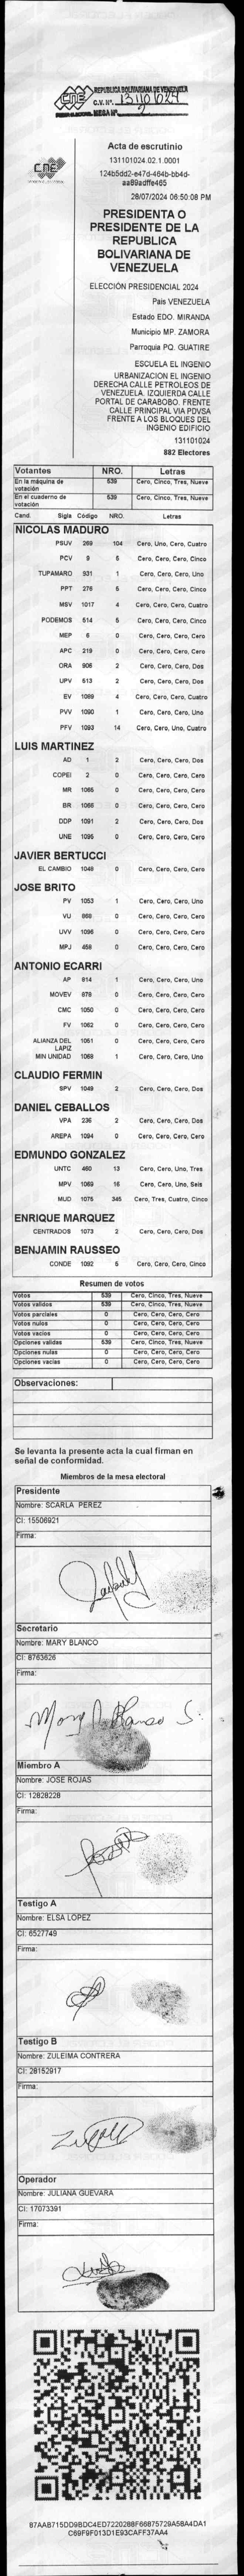 CNE
REPUBLICA BOLIVARIANA DE VENEZUELA
C.V. Nº 131101024
MESA Nº 2
CNE
Acta de escrutinio
131101024.02.1.0001
124b5dd2-e47d-464b-bb4d-
aa89adffe465
28/07/2024 06:50:08 PM
PRESIDENTA O
PRESIDENTE DE LA
REPUBLICA
BOLIVARIANA DE
VENEZUELA
ELECCIÓN PRESIDENCIAL 2024
Pais VENEZUELA
Estado EDO. MIRANDA
Municipio MP. ZAMORA
Parroquia PQ. GUATIRE
ESCUELA EL INGENIO
URBANIZACION EL INGENIO
DERECHA CALLE PETROLEOS DE
VENEZUELA. IZQUIERDA CALLE
PORTAL DE CARABOBO. FRENTE
CALLE PRINCIPAL VIA PDVSA
FRENTE A LOS BLOQUES DEL
INGENIO EDIFICIO
131101024
882 Electores
Votantes NRO. Letras
En la máquina de votación 539 Cero, Cinco, Tres, Nueve
En el cuaderno de votación 539 Cero, Cinco, Tres, Nueve
Cand. Sigla Código NRO. Letras
NICOLAS MADURO
PSUV 269 104 Cero, Uno, Cero, Cuatro
PCV 9 5 Cero, Cero, Cero, Cinco
TUPAMARO 931 1 Cero, Cero, Cero, Uno
PPT 276 5 Cero, Cero, Cero, Cinco
MSV 1017 4 Cero, Cero, Cero, Cuatro
PODEMOS 514 5 Cero, Cero, Cero, Cinco
MEP 6 0 Cero, Cero, Cero, Cero
APC 219 0 Cero, Cero, Cero, Cero
ORA 906 2 Cero, Cero, Cero, Dos
UPV 513 2 Cero, Cero, Cero, Dos
EV 1089 4 Cero, Cero, Cero, Cuatro
PVV 1090 1 Cero, Cero, Cero, Uno
PFV 1093 14 Cero, Cero, Uno, Cuatro
LUIS MARTINEZ
AD 1 2 Cero, Cero, Cero, Dos
COPEI 2 0 Cero, Cero, Cero, Cero
MR 1065 0 Cero, Cero, Cero, Cero
BR 1066 0 Cero, Cero, Cero, Cero
DDP 1091 2 Cero, Cero, Cero, Dos
UNE 1095 0 Cero, Cero, Cero, Cero
JAVIER BERTUCCI
EL CAMBIO 1049 0 Cero, Cero, Cero, Cero
JOSE BRITO
PV 1053 1 Cero, Cero, Cero, Uno
VU 868 0 Cero, Cero, Cero, Cero
UVV 1096 0 Cero, Cero, Cero, Cero
MPJ 458 0 Cero, Cero, Cero, Cero
ANTONIO ECARRI
AP 814 1 Cero, Cero, Cero, Uno
MOVEV 878 0 Cero, Cero, Cero, Cero
CMC 1050 0 Cero, Cero, Cero, Cero
FV 1062 0 Cero, Cero, Cero, Cero
ALIANZA DEL LAPIZ 1061 0 Cero, Cero, Cero, Cero
MIN UNIDAD 1068 1 Cero, Cero, Cero, Uno
CLAUDIO FERMIN
SPV 1048 2 Cero, Cero, Cero, Dos
DANIEL CEBALLOS
VPA 236 2 Cero, Cero, Cero, Dos
AREPA 1094 0 Cero, Cero, Cero, Cero
EDMUNDO GONZALEZ
UNTC 460 13 Cero, Cero, Uno, Tres
MPV 1069 16 Cero, Cero, Uno, Seis
MUD 1075 345 Cero, Tres, Cuatro, Cinco
ENRIQUE MARQUEZ
CENTRADOS 1073 2 Cero, Cero, Cero, Dos
BENJAMIN RAUSSEO
CONDE 1092 5 Cero, Cero, Cero, Cinco
Resumen de votos
Votos 539 Cero, Cinco, Tres, Nueve
Votos validos 539 Cero, Cinco, Tres, Nueve
Votos parciales 0 Cero, Cero, Cero, Cero
Votos nulos 0 Cero, Cero, Cero, Cero
Votos vacios 0 Cero, Cero, Cero, Cero
Opciones validas 539 Cero, Cinco, Tres, Nueve
Opciones nulas 0 Cero, Cero, Cero, Cero
Opciones vacias 0 Cero, Cero, Cero, Cero
Observaciones:
Se levanta la presente acta la cual firman en
señal de conformidad.
Miembros de la mesa electoral
Presidente
Nombre: SCARLA PEREZ
CI: 15506921
Firma:
Secretario
Nombre: MARY BLANCO
CI: 8763626
Firma:
Mary Blanco S.
Miembro A
Nombre: JOSE ROJAS
CI: 12828228
Firma:
Testigo A
Nombre: ELSA LOPEZ
CI: 6527749
Firma:
Testigo B
Nombre: ZULEIMA CONTRERA
CI: 28152917
Firma:
Operador
Nombre: JULIANA GUEVARA
CI: 17073391
Firma:
87AAB715DD9BDC4ED7220288F66875729A58A4DA1
C69F9F013D1E93CAFF37AA4